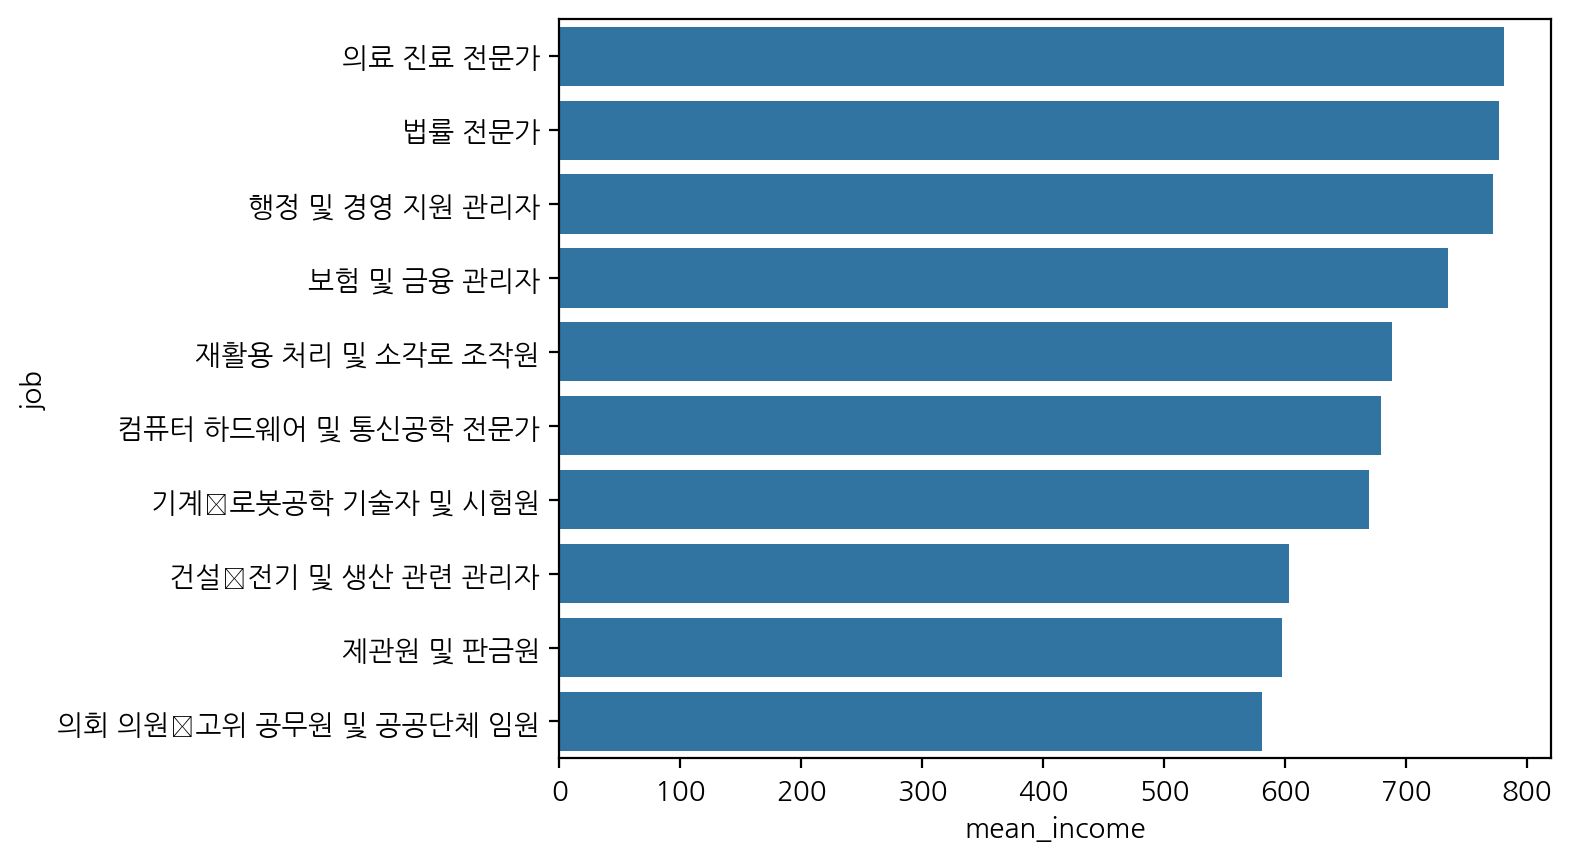 의료 진료 전문가
법률 전문가
행정 및 경영 지원 관리자
보험 및 금융 관리자
재활용 처리 및 소각로 조작원
컴퓨터 하드웨어 및 통신공학 전문가
기계☒로봇공학 기술자 및 시험원
건설☒전기 및 생산 관련 관리자
제관원 및 판금원
의회 의원☒고위 공무원 및 공공단체 임원
job
0 100 200 300 400 500 600 700 800
mean_income